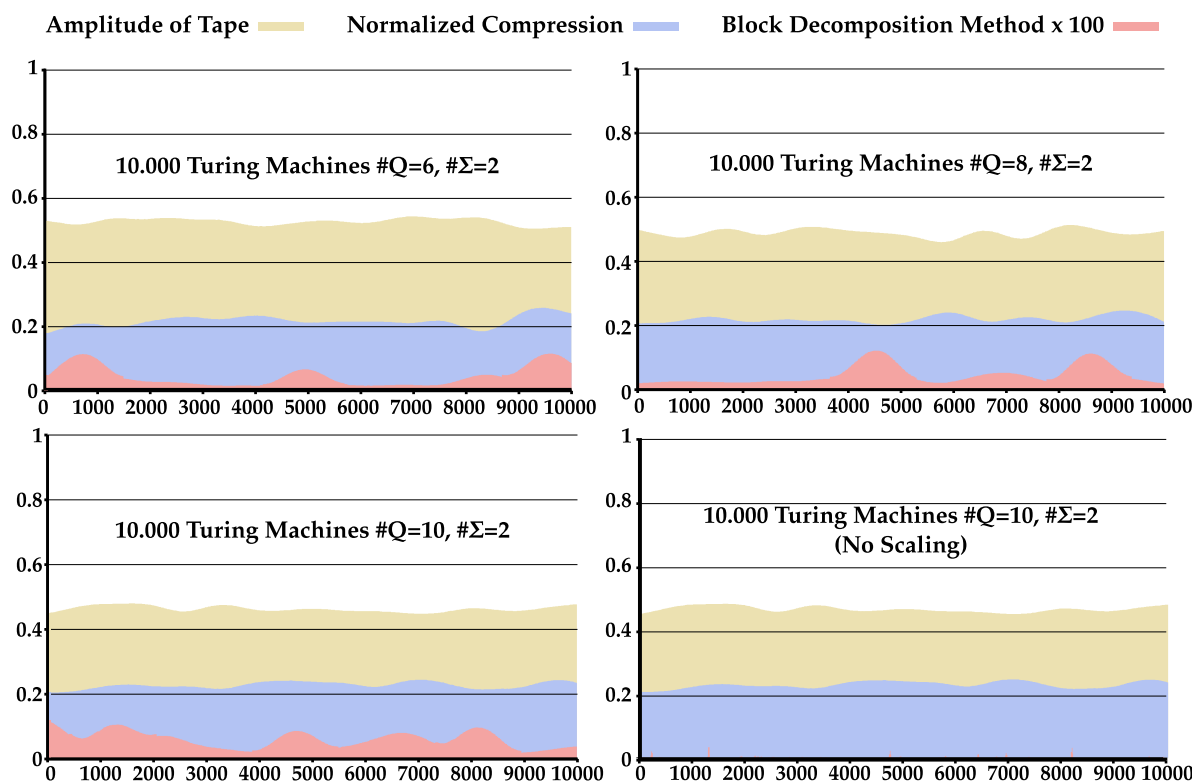 Amplitude of Tape Normalized Compression Block Decomposition Method x 100
1
0.8
10.000 Turing Machines #Q=6, #Σ=2
0.6
0.4
0.2
0
0 1000 2000 3000 4000 5000 6000 7000 8000 9000 10000
1
0.8
10.000 Turing Machines #Q=8, #Σ=2
0.6
0.4
0.2
0
0 1000 2000 3000 4000 5000 6000 7000 8000 9000 10000
1
0.8
10.000 Turing Machines #Q=10, #Σ=2
0.6
0.4
0.2
0
0 1000 2000 3000 4000 5000 6000 7000 8000 9000 10000
1
0.8
10.000 Turing Machines #Q=10, #Σ=2
(No Scaling)
0.6
0.4
0.2
0
0 1000 2000 3000 4000 5000 6000 7000 8000 9000 10000